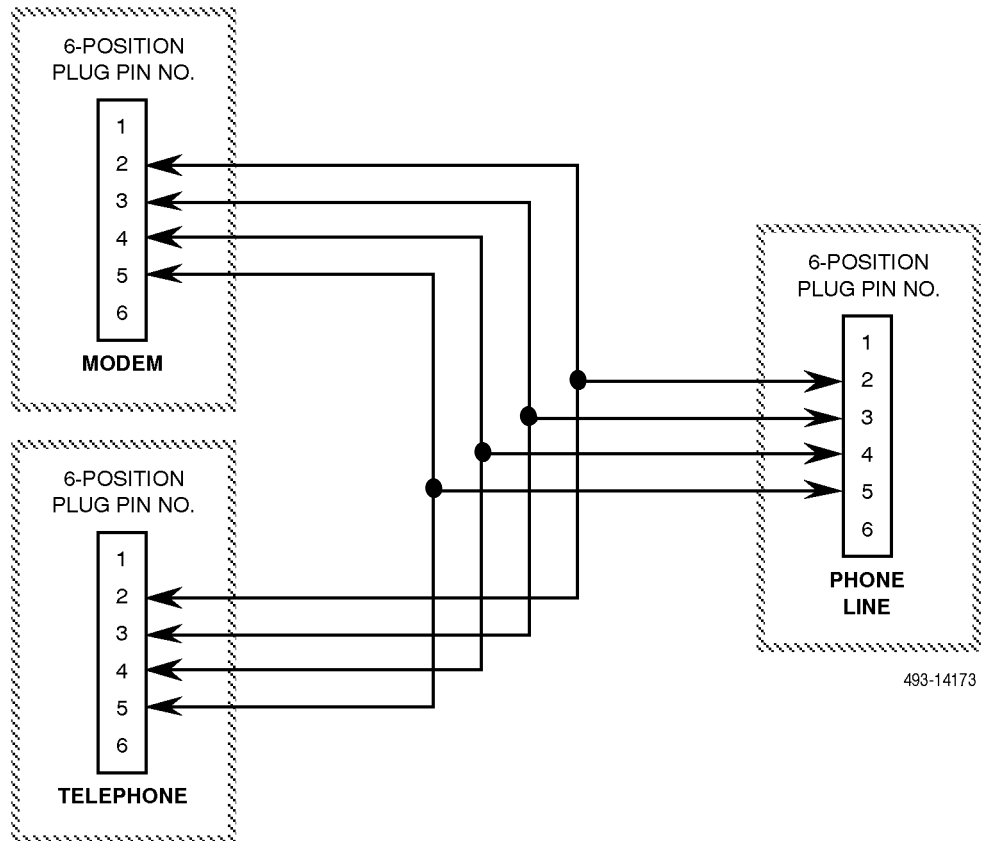 6-POSITION
PLUG PIN NO.
1
2
3
4
5
6
MODEM
6-POSITION
PLUG PIN NO.
1
2
3
4
5
6
TELEPHONE
6-POSITION
PLUG PIN NO.
1
2
3
4
5
6
PHONE
LINE
493-14173